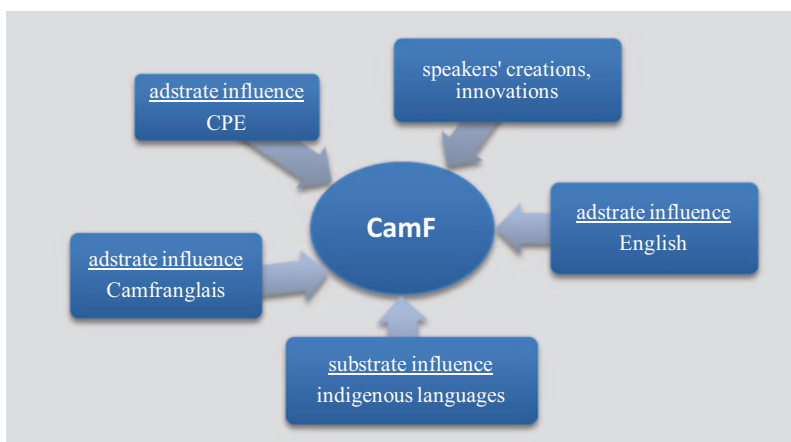 speakers' creations,
innovations
adstrate influence
CPE
CamF
adstrate influence
English
adstrate influence
Camfranglais
substrate influence
indigenous languages